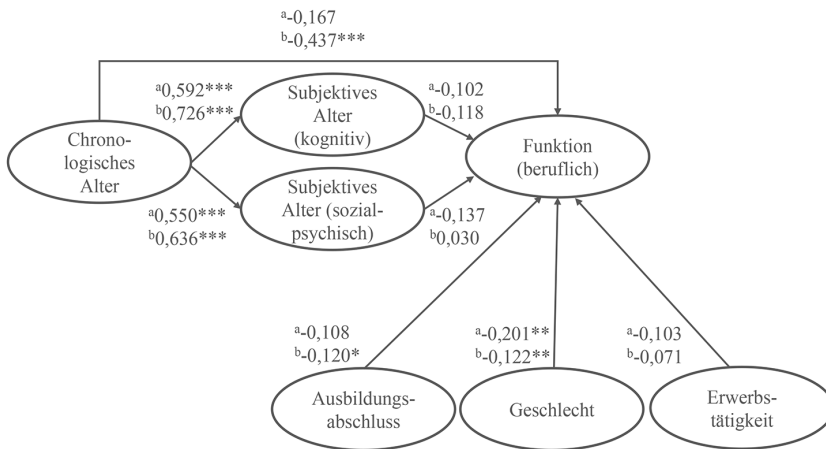 a-0,167
b-0,437***
a0,592***
b0,726***
Subjektives
Alter
(kognitiv)
a-0,102
b-0,118
Chrono-
logisches
Alter
Funktion
(beruflich)
a0,550***
b0,636***
Subjektives
Alter (sozial-
psychisch)
a-0,137
b0,030
a-0,108
b-0,120*
a-0,201**
b-0,122**
a-0,103
b-0,071
Ausbildungs-
abschluss
Geschlecht
Erwerbs-
tätigkeit